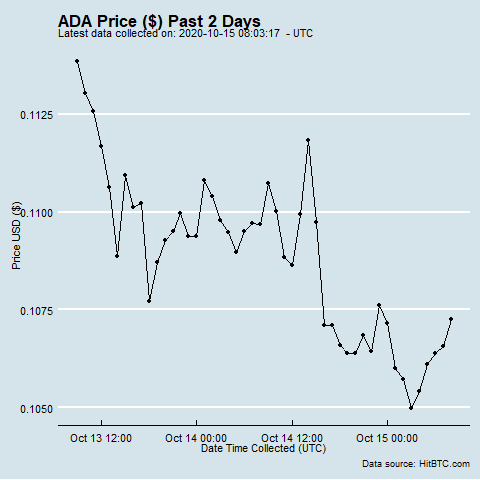 ADA Price ($) Past 2 Days
Latest data collected on: 2020-10-15 08:03:17 - UTC
0.1125
0.1100
0.1075
0.1050
Price USD ($)
Oct 13 12:00 Oct 14 00:00 Oct 14 12:00 Oct 15 00:00
Date Time Collected (UTC)
Data source: HitBTC.com